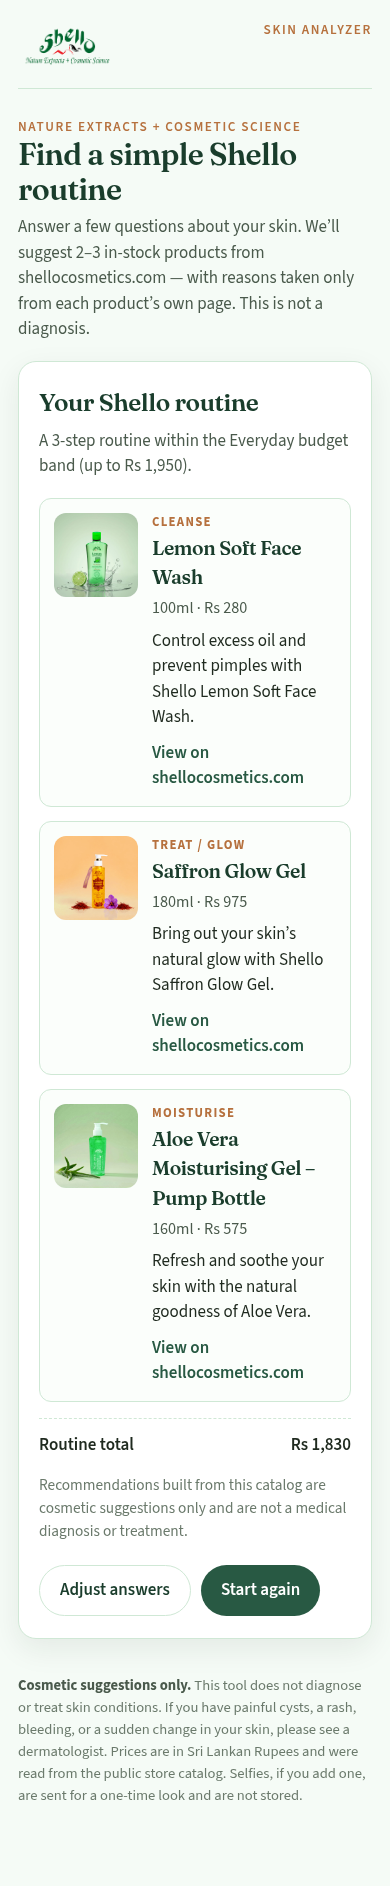 Shello
Nature Extracts + Cosmetic Science
SKIN ANALYZER
NATURE EXTRACTS + COSMETIC SCIENCE
Find a simple Shello
routine
Answer a few questions about your skin. We’ll
suggest 2–3 in-stock products from
shellocosmetics.com — with reasons taken only
from each product’s own page. This is not a
diagnosis.
Your Shello routine
A 3-step routine within the Everyday budget
band (up to Rs 1,950).
CLEANSE
Lemon Soft Face
Wash
100ml · Rs 280
Control excess oil and
prevent pimples with
Shello Lemon Soft Face
Wash.
View on
shellocosmetics.com
TREAT / GLOW
Saffron Glow Gel
180ml · Rs 975
Bring out your skin’s
natural glow with Shello
Saffron Glow Gel.
View on
shellocosmetics.com
MOISTURISE
Aloe Vera
Moisturising Gel –
Pump Bottle
160ml · Rs 575
Refresh and soothe your
skin with the natural
goodness of Aloe Vera.
View on
shellocosmetics.com
Routine total Rs 1,830
Recommendations built from this catalog are
cosmetic suggestions only and are not a medical
diagnosis or treatment.
Adjust answers Start again
Cosmetic suggestions only. This tool does not diagnose
or treat skin conditions. If you have painful cysts, a rash,
bleeding, or a sudden change in your skin, please see a
dermatologist. Prices are in Sri Lankan Rupees and were
read from the public store catalog. Selfies, if you add one,
are sent for a one-time look and are not stored.